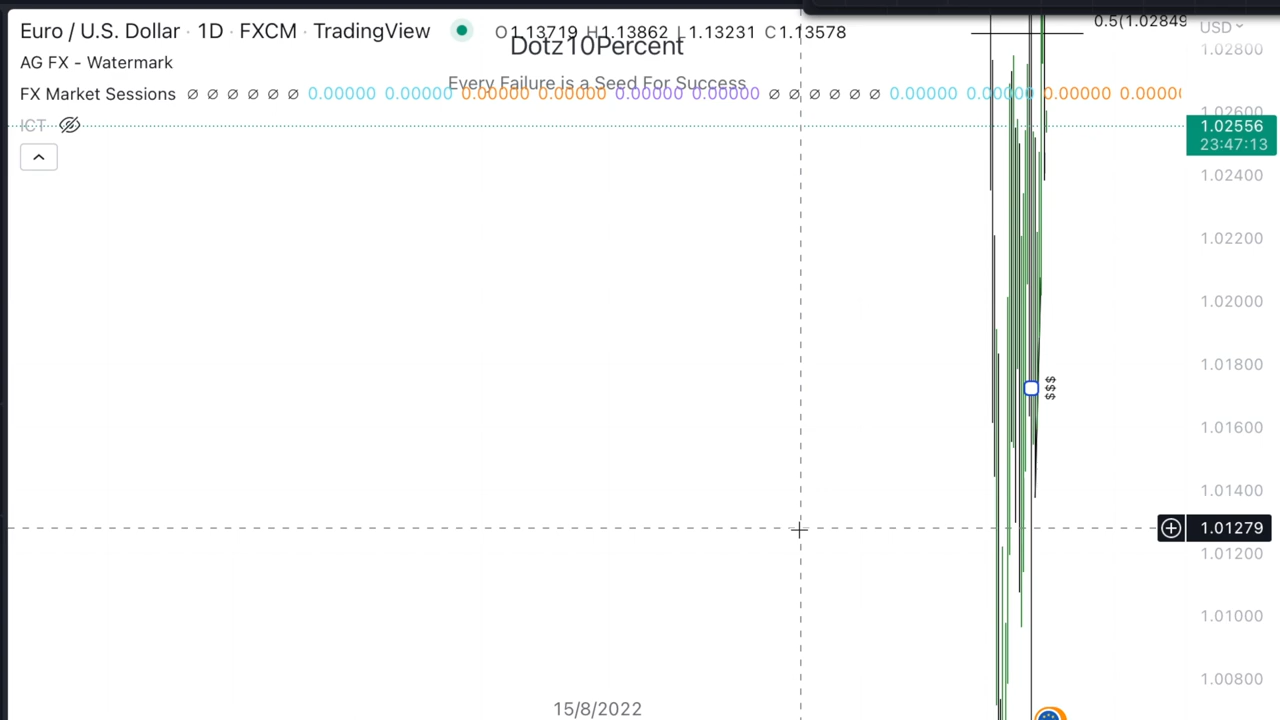 Euro / U.S. Dollar · 1D · FXCM · TradingView O1.13719 H1.13862 L1.13231 C1.13578
Dotz10Percent
AG FX - Watermark
Every Failure is a Seed For Success
FX Market Sessions ∅ ∅ ∅ ∅ ∅ ∅ 0.00000 0.00000 0.00000 0.00000 0.00000 0.00000 ∅ ∅ ∅ ∅ ∅ ∅ 0.00000 0.00000 0.00000 0.0000
ICT
0.5(1.02849
USD
1.02800
1.02600
1.02556
23:47:13
1.02400
1.02200
1.02000
1.01800
$$$
1.01600
1.01400
1.01279
1.01200
1.01000
1.00800
15/8/2022